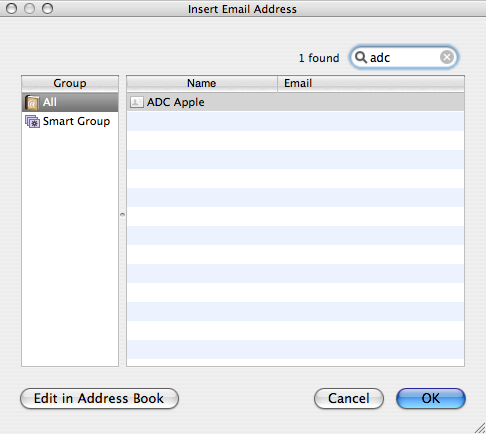 Insert Email Address
1 found adc
Group Name Email
All ADC Apple
Smart Group
Edit in Address Book Cancel OK